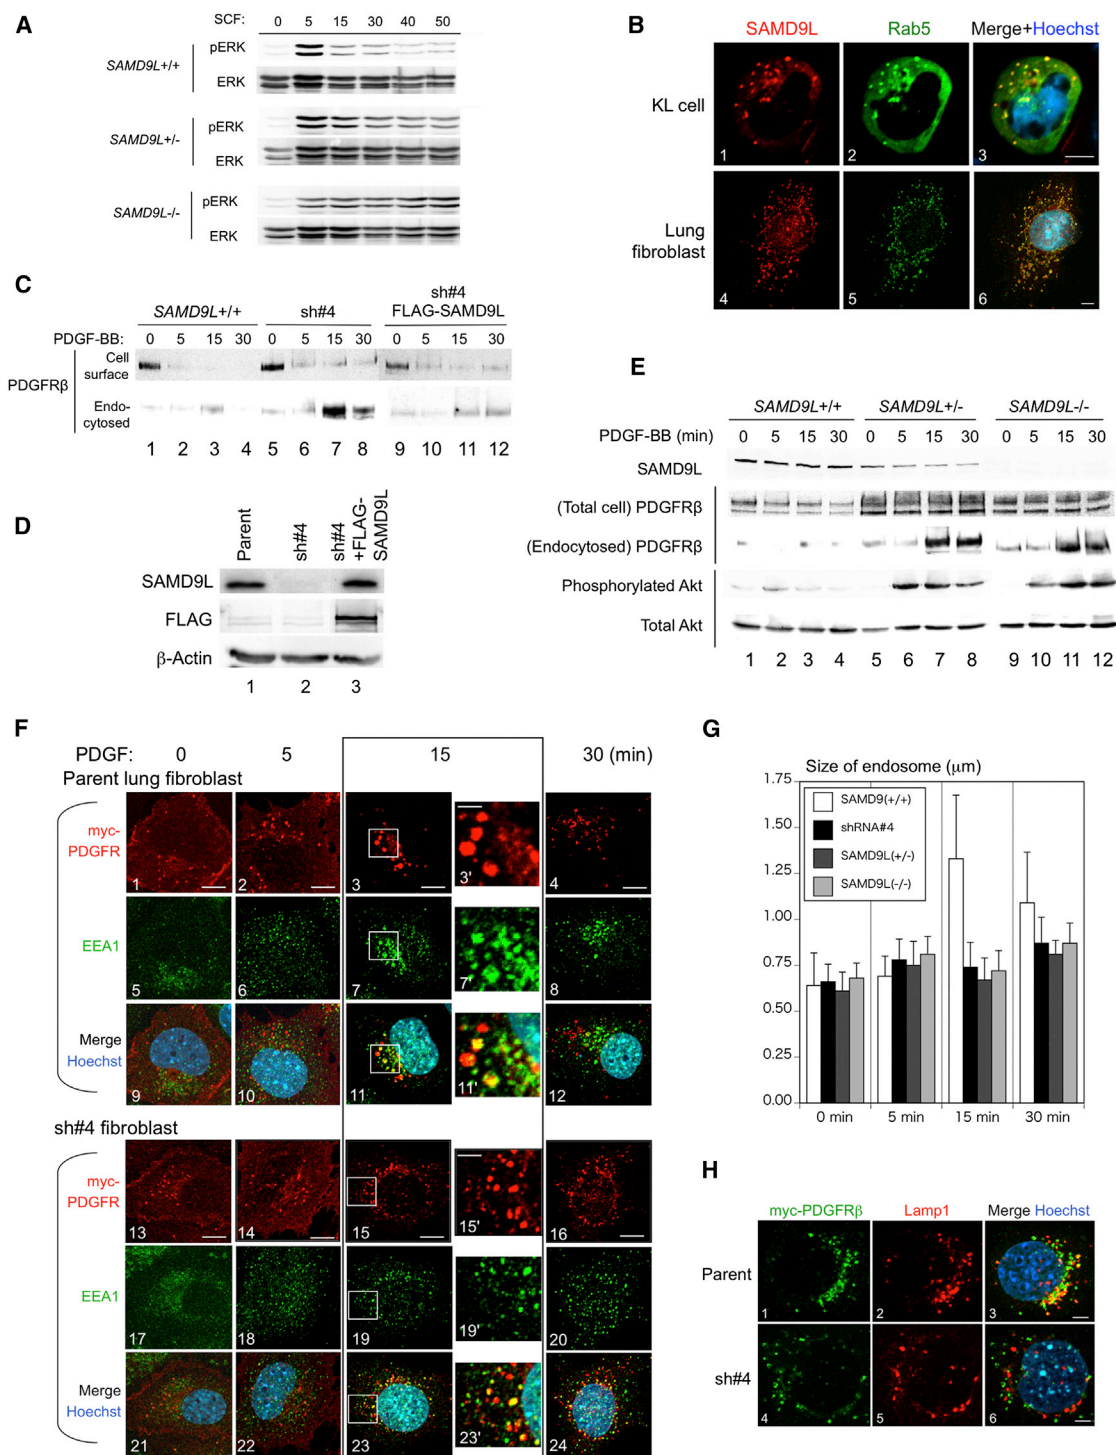 A
SCF: 0 5 15 30 40 50
SAMD9L+/+
pERK
ERK
SAMD9L+/-
pERK
ERK
SAMD9L-/-
pERK
ERK
B
SAMD9L Rab5 Merge+Hoechst
KL cell
1 2 3
Lung
fibroblast
4 5 6
C
SAMD9L+/+ sh#4 sh#4
FLAG-SAMD9L
PDGF-BB: 0 5 15 30 0 5 15 30 0 5 15 30
PDGFRβ
Cell
surface
Endo-
cytosed
1 2 3 4 5 6 7 8 9 10 11 12
D
Parent
sh#4
sh#4
+FLAG-
SAMD9L
SAMD9L
FLAG
β-Actin
1 2 3
E
SAMD9L+/+ SAMD9L+/- SAMD9L-/-
PDGF-BB (min) 0 5 15 30 0 5 15 30 0 5 15 30
SAMD9L
(Total cell) PDGFRβ
(Endocytosed) PDGFRβ
Phosphorylated Akt
Total Akt
1 2 3 4 5 6 7 8 9 10 11 12
F
PDGF: 0 5 15 30 (min)
Parent lung fibroblast
myc-
PDGFR
1 2 3 3' 4
EEA1
5 6 7 7' 8
Merge
Hoechst
9 10 11 11' 12
sh#4 fibroblast
myc-
PDGFR
13 14 15 15' 16
EEA1
17 18 19 19' 20
Merge
Hoechst
21 22 23 23' 24
G
Size of endosome (μm)
1.75
1.50
1.25
1.00
0.75
0.50
0.25
0.00
SAMD9(+/+)
shRNA#4
SAMD9L(+/-)
SAMD9L(-/-)
0 min 5 min 15 min 30 min
H
myc-PDGFRβ Lamp1 Merge Hoechst
Parent
1 2 3
sh#4
4 5 6